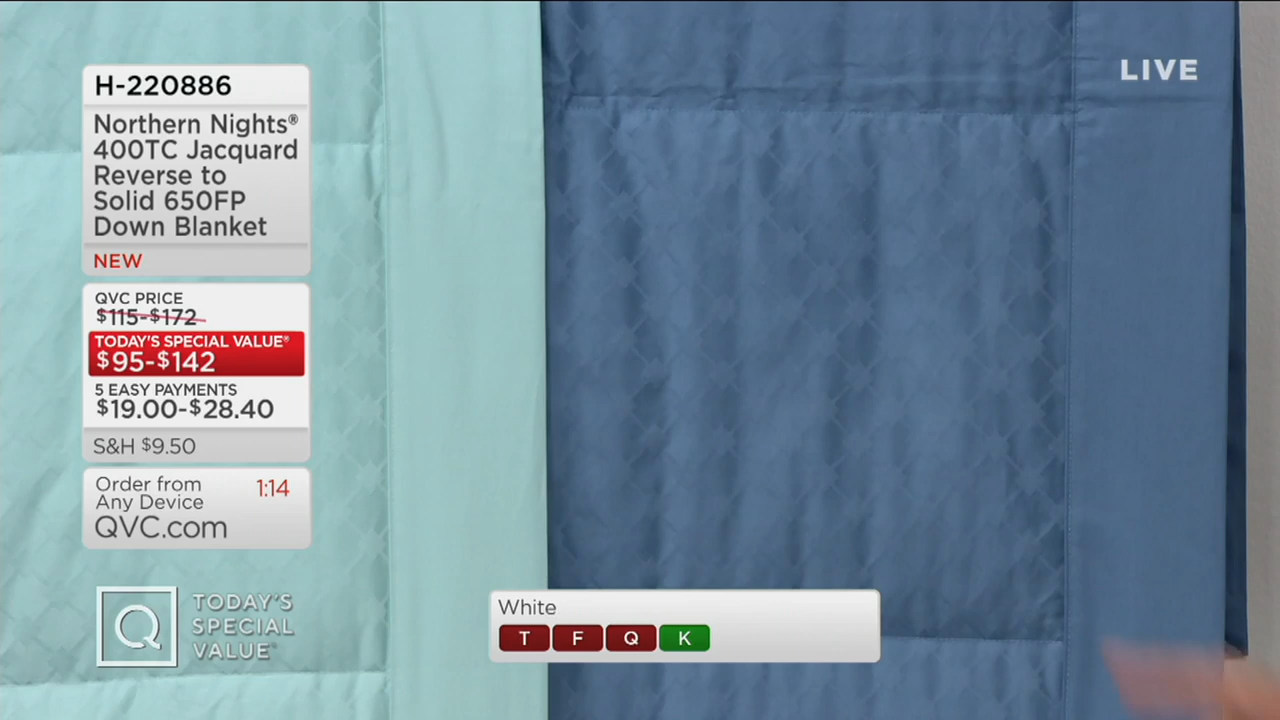 H-220886
Northern Nights®
400TC Jacquard
Reverse to
Solid 650FP
Down Blanket
NEW
QVC PRICE
$115-$172
TODAY'S SPECIAL VALUE®
$95-$142
5 EASY PAYMENTS
$19.00-$28.40
S&H $9.50
Order from
Any Device
1:14
QVC.com
Q
TODAY'S
SPECIAL
VALUE®
LIVE
White
T F Q K